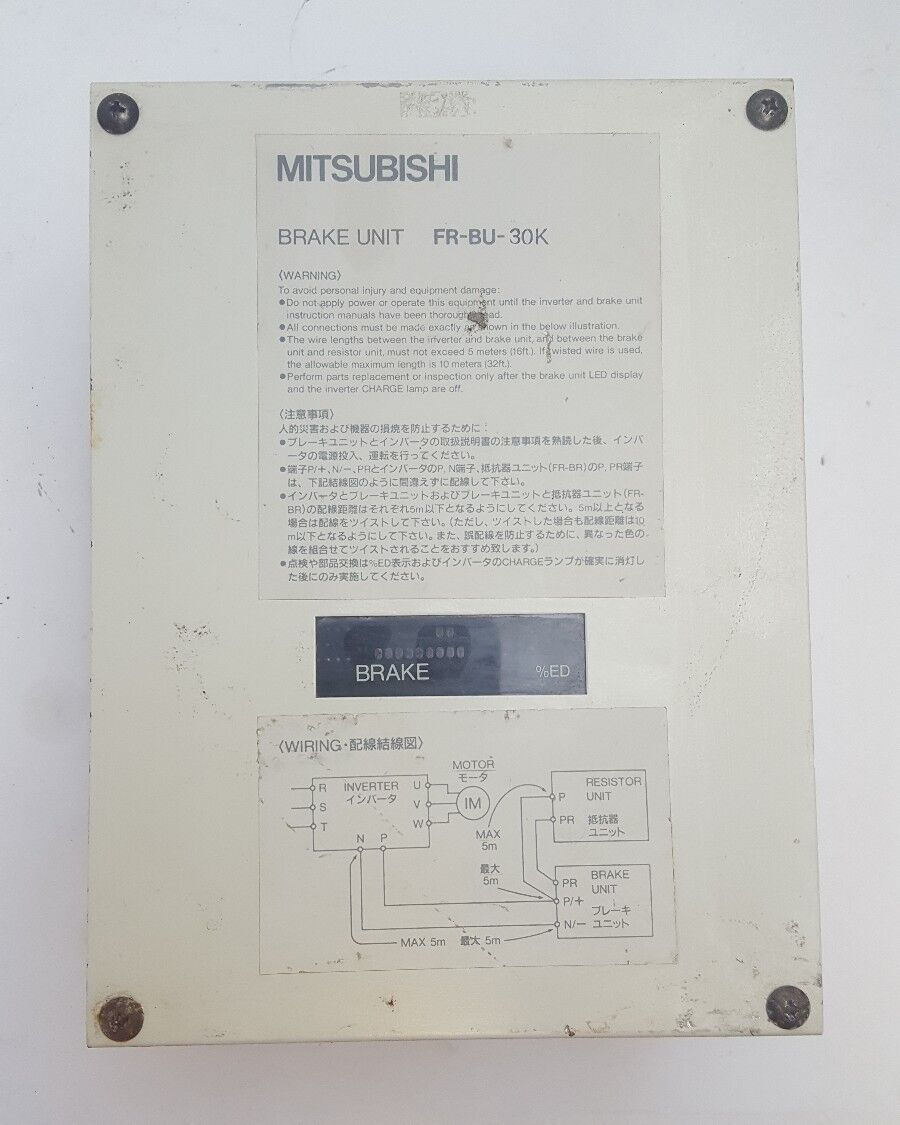 MITSUBISHI
BRAKE UNIT FR-BU-30K
〈WARNING〉
To avoid personal Injury and equipment damage:
●Do not apply power or operate this equipment until the inverter and brake unit
instruction manuals have been thoroughly read.
●All connections must be made exactly as shown in the below illustration.
●The wire lengths between the inverter and brake unit, and between the brake
unit and resistor unit, must not exceed 5 meters (16ft.). If twisted wire is used,
the allowable maximum length is 10 meters (32ft.).
●Perform parts replacement or inspection only after the brake unit LED display
and the inverter CHARGE lamp are off.
〈注意事項〉
人的災害および機器の損焼を防止するために:
●ブレーキユニットとインバータの取扱説明書の注意事項を熟読した後、インバ
ータの電源投入、運転を行ってください。
●端子P/+、N/−、PRとインバータのP, N端子、抵抗器ユニット(FR-BR)のP, PR端子
は、下記結線図のように間違えずに配線して下さい。
●インバータとブレーキユニットおよびブレーキユニットと抵抗器ユニット(FR-
BR)の配線距離はそれぞれ5m以下となるようにしてください。5m以上となる
場合は配線をツイストして下さい。(ただし、ツイストした場合も配線距離は10
m以下となるようにして下さい。また、誤配線を防止するために、異なった色の
線を組合せてツイストされることをおすすめ致します。)
●点検や部品交換は%ED表示およびインバータのCHARGEランプが確実に消灯し
た後にのみ実施してください。
BRAKE %ED
〈WIRING・配線結線図〉
MOTOR
モータ
R INVERTER U
インバータ
S V IM
T W
N P
RESISTOR
P UNIT
PR 抵抗器
ユニット
MAX
5m
最大
5m
BRAKE
PR UNIT
P/+ ブレーキ
N/− ユニット
MAX 5m 最大 5m